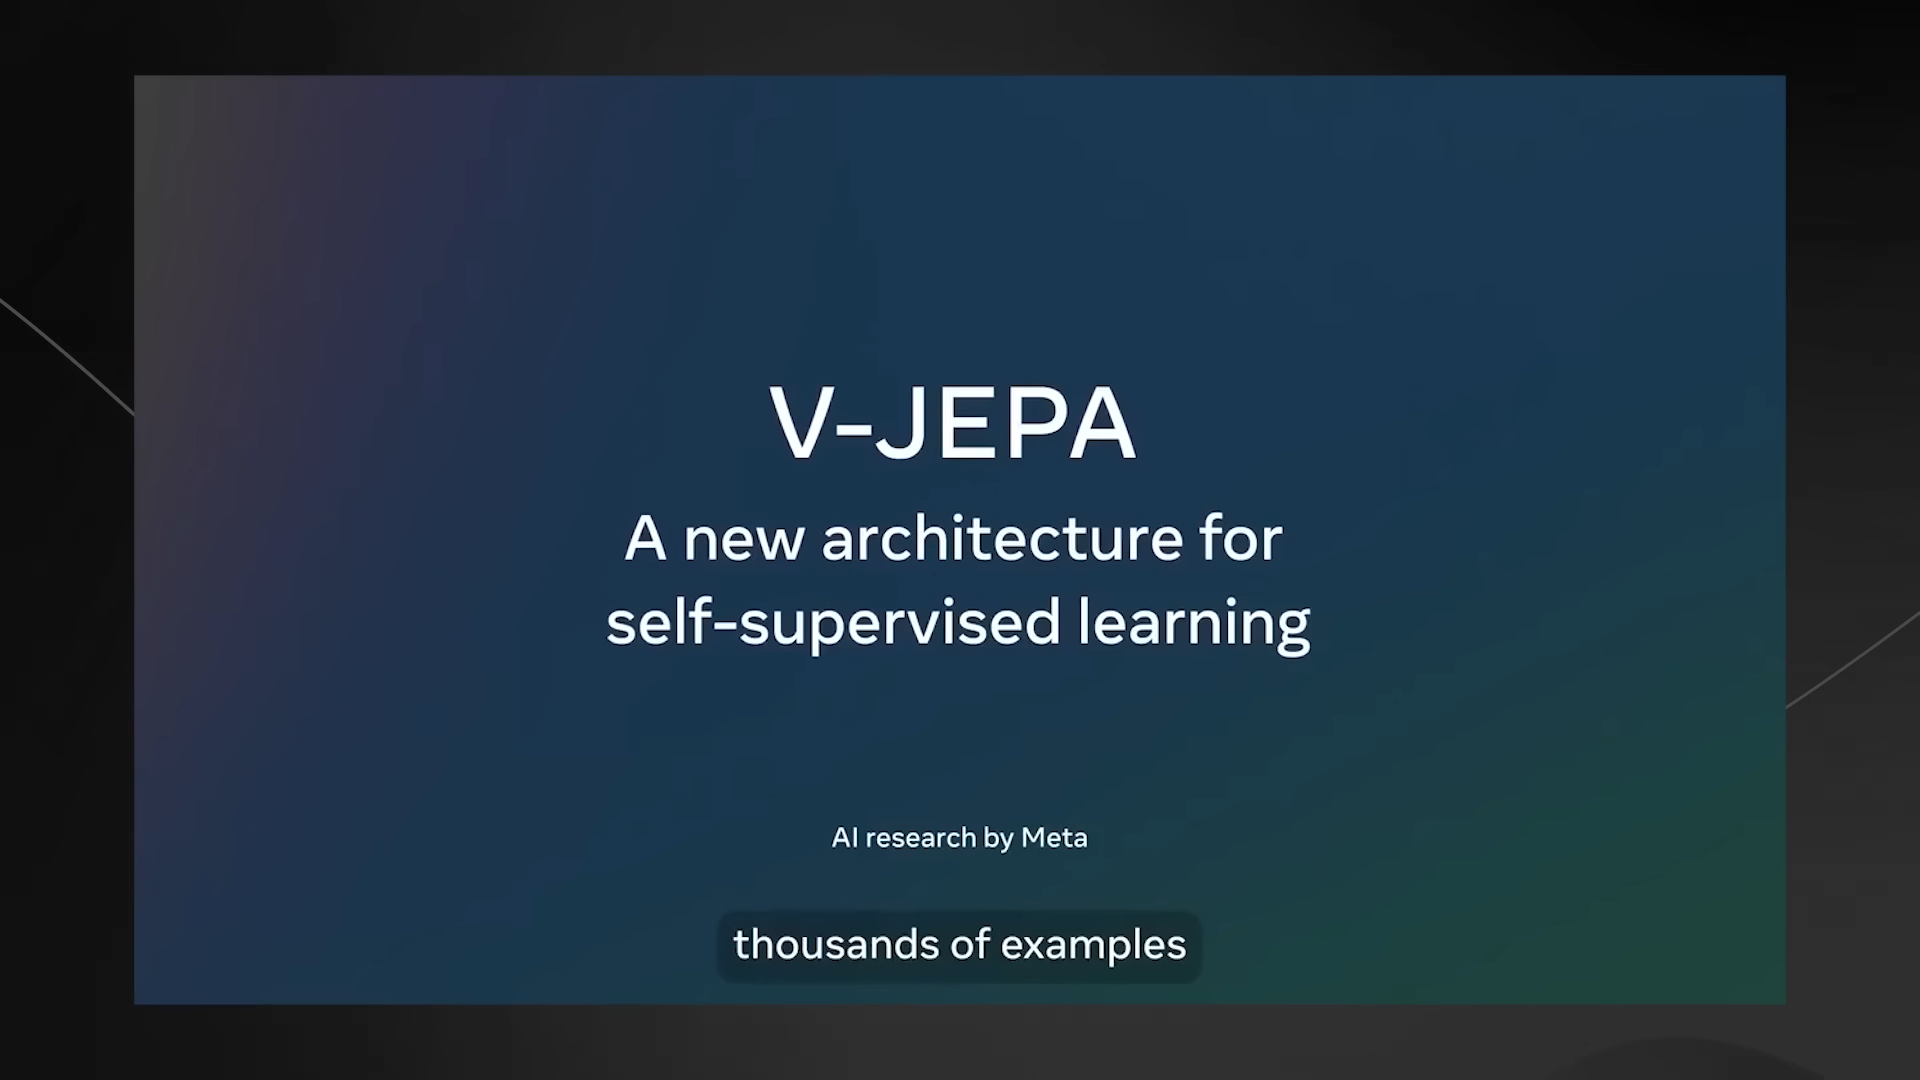 V-JEPA
A new architecture for
self-supervised learning
AI research by Meta
thousands of examples